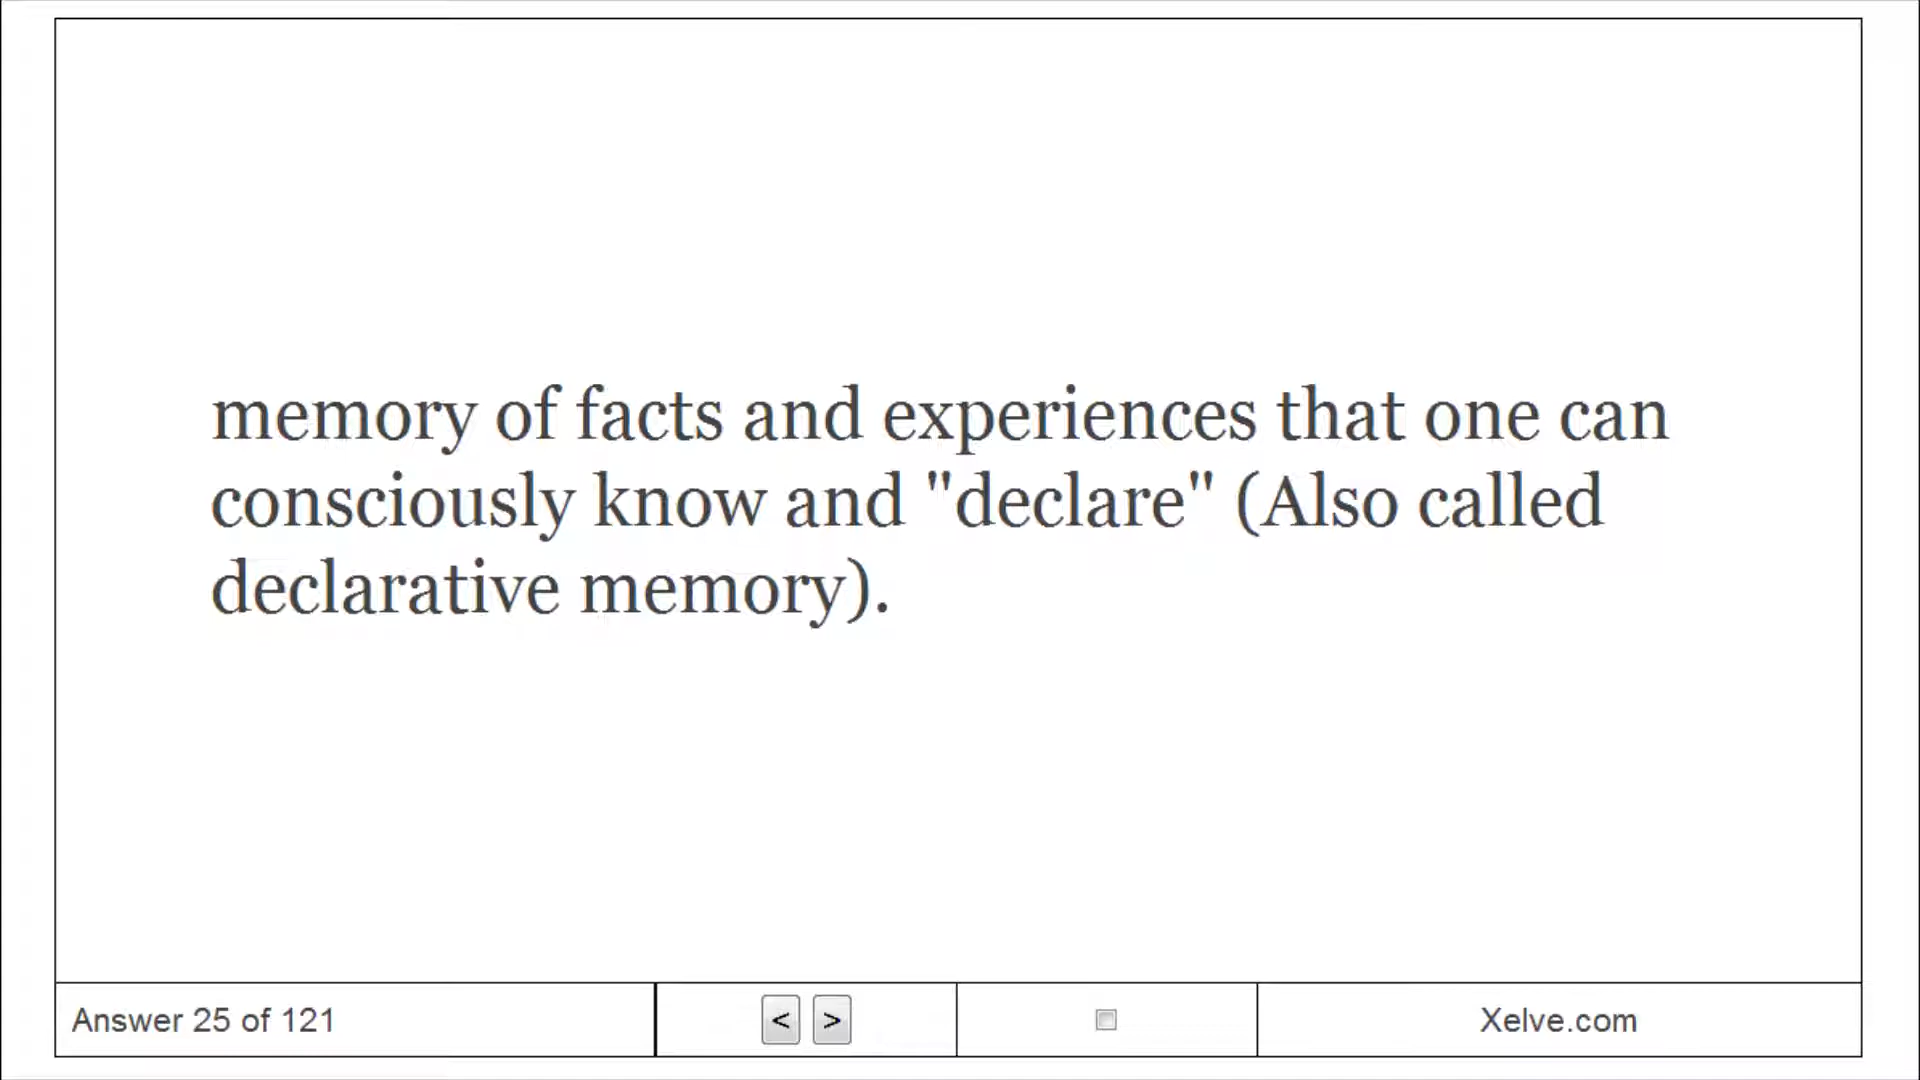 memory of facts and experiences that one can
consciously know and "declare" (Also called
declarative memory).
Answer 25 of 121
< >
Xelve.com